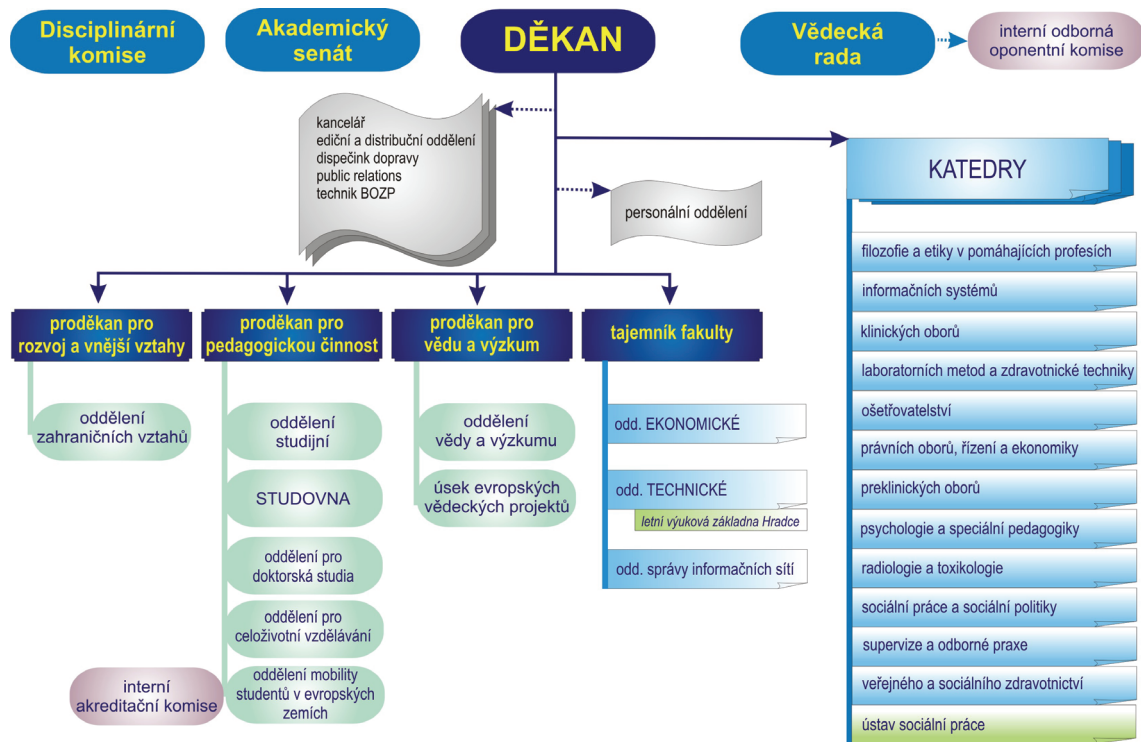 Disciplinární
komise
Akademický
senát
DĚKAN
Vědecká
rada
interní odborná
oponentní komise
kancelář
ediční a distribuční oddělení
dispečink dopravy
public relations
technik BOZP
personální oddělení
KATEDRY
filozofie a etiky v pomáhajících profesích
informačních systémů
klinických oborů
laboratorních metod a zdravotnické techniky
ošetřovatelství
právních oborů, řízení a ekonomiky
preklinických oborů
psychologie a speciální pedagogiky
radiologie a toxikologie
sociální práce a sociální politiky
supervize a odborné praxe
veřejného a sociálního zdravotnictví
ústav sociální práce
proděkan pro
rozvoj a vnější vztahy
oddělení
zahraničních vztahů
proděkan pro
pedagogickou činnost
oddělení
studijní
STUDOVNA
oddělení pro
doktorská studia
oddělení pro
celoživotní vzdělávání
oddělení mobility
studentů v evropských
zemích
interní
akreditační komise
proděkan pro
vědu a výzkum
oddělení
vědy a výzkumu
úsek evropských
vědeckých projektů
tajemník fakulty
odd. EKONOMICKÉ
odd. TECHNICKÉ
letní výuková základna Hradce
odd. správy informačních sítí